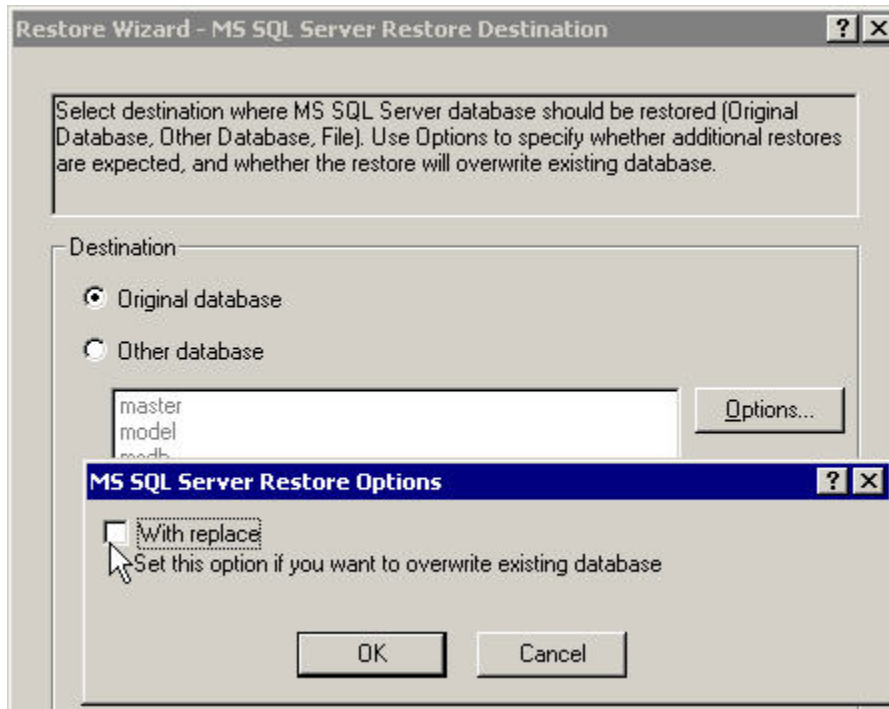 Restore Wizard - MS SQL Server Restore Destination
Select destination where MS SQL Server database should be restored (Original
Database, Other Database, File). Use Options to specify whether additional restores
are expected, and whether the restore will overwrite existing database.
Destination
Original database
Other database
master
Options...
model
msdb
MS SQL Server Restore Options
With replace
Set this option if you want to overwrite existing database
OK
Cancel